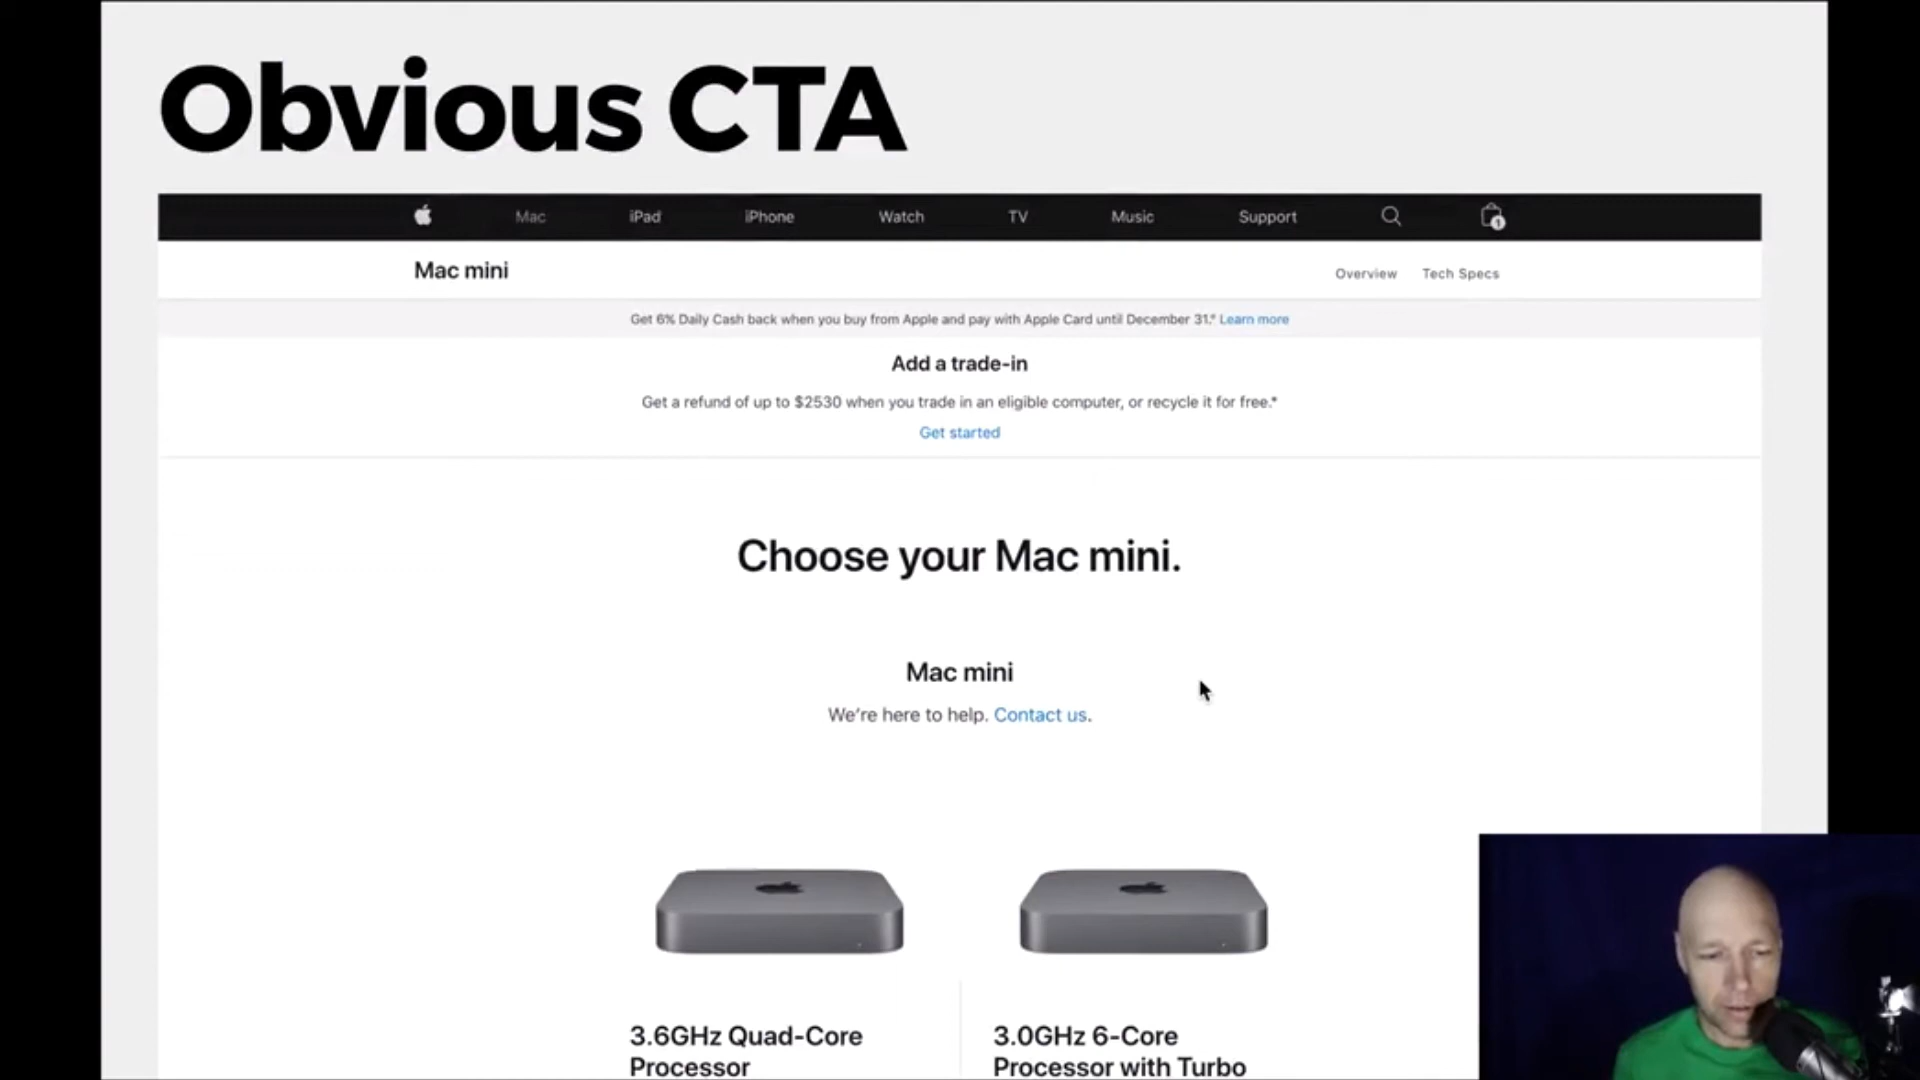 Obvious CTA
Mac iPad iPhone Watch TV Music Support 1
Mac mini Overview Tech Specs
Get 6% Daily Cash back when you buy from Apple and pay with Apple Card until December 31.* Learn more
Add a trade-in
Get a refund of up to $2530 when you trade in an eligible computer, or recycle it for free.*
Get started
Choose your Mac mini.
Mac mini
We're here to help. Contact us.
3.6GHz Quad-Core
Processor
3.0GHz 6-Core
Processor with Turbo